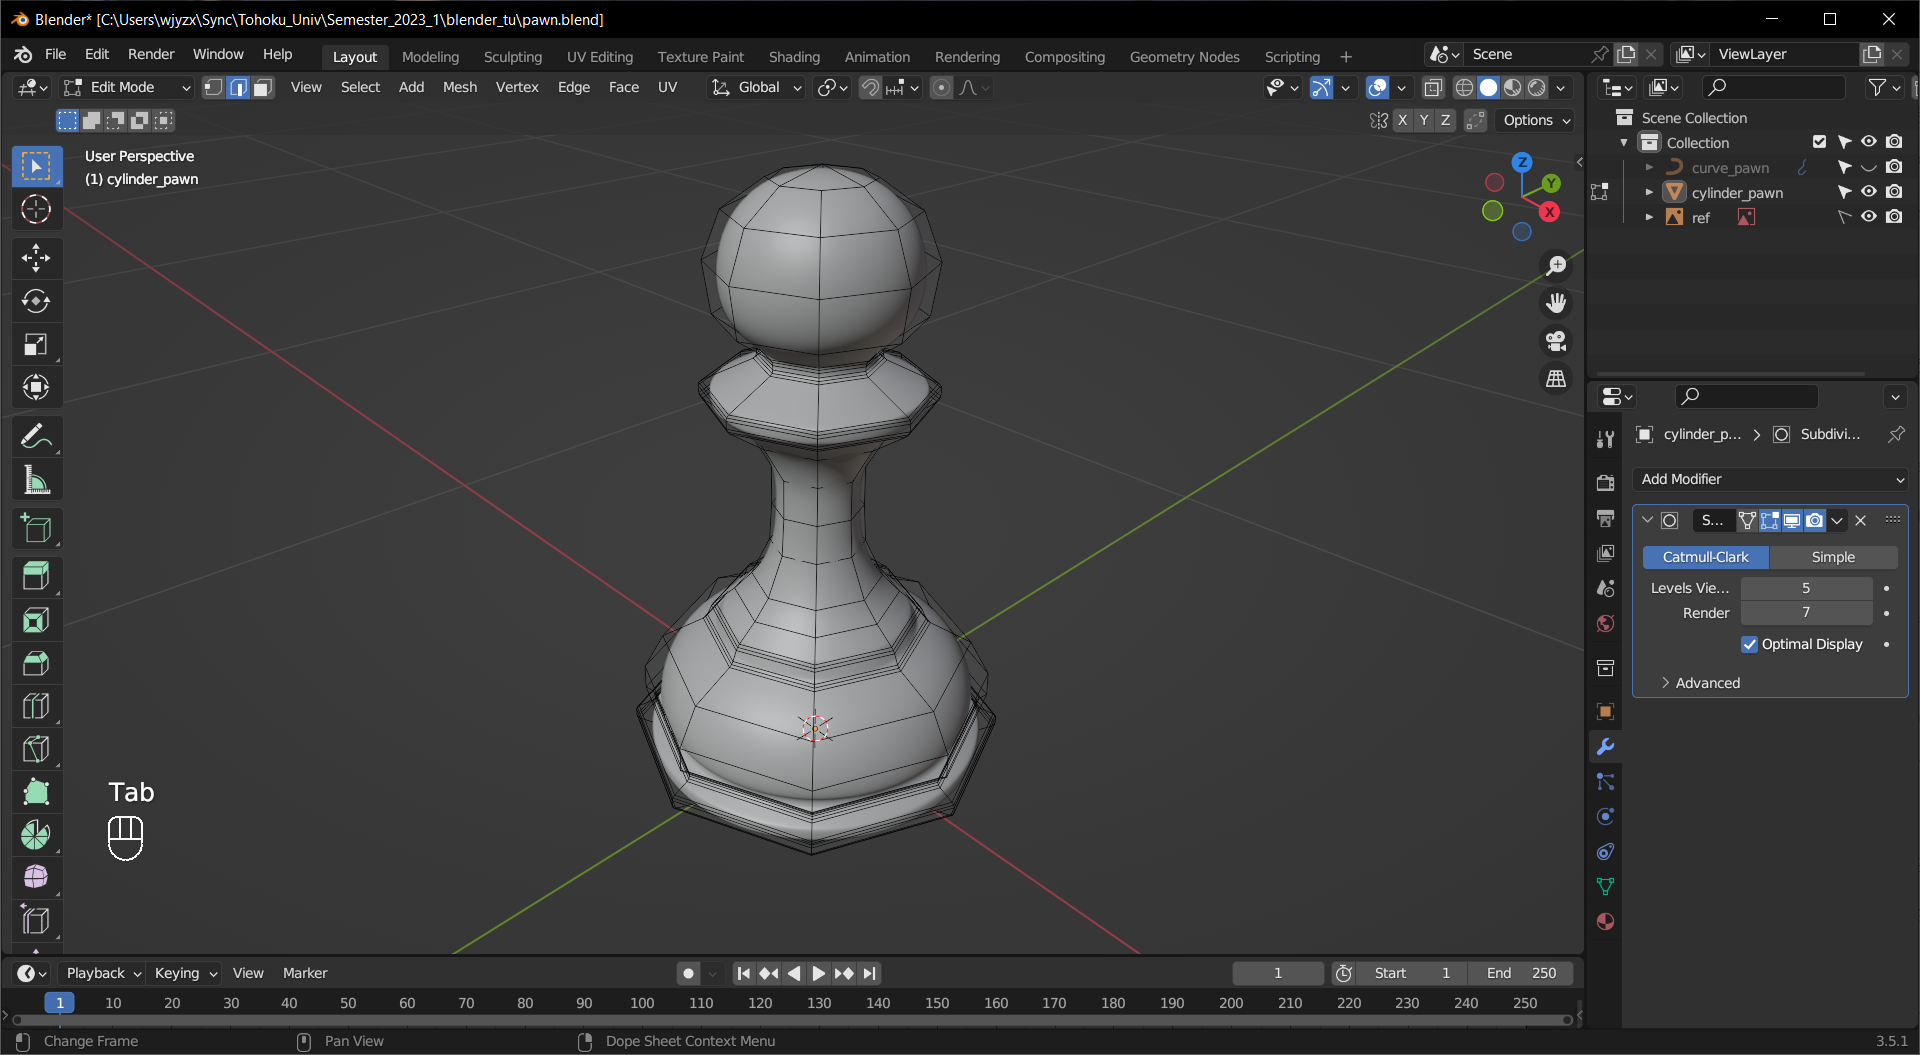 Blender* [C:\Users\wjyzx\Sync\Tohoku_Univ\Semester_2023_1\blender_tu\pawn.blend]
File Edit Render Window Help Layout Modeling Sculpting UV Editing Texture Paint Shading Animation Rendering Compositing Geometry Nodes Scripting + Scene ViewLayer
Edit Mode View Select Add Mesh Vertex Edge Face UV Global
X Y Z Options
User Perspective
(1) cylinder_pawn
Z
Y
X
Scene Collection
Collection
curve_pawn
cylinder_pawn
ref
cylinder_p... > Subdivi...
Add Modifier
S...
Catmull-Clark Simple
Levels Vie... 5
Render 7
Optimal Display
Advanced
Tab
Playback Keying View Marker 1 Start 1 End 250
1 10 20 30 40 50 60 70 80 90 100 110 120 130 140 150 160 170 180 190 200 210 220 230 240 250
Change Frame Pan View Dope Sheet Context Menu 3.5.1